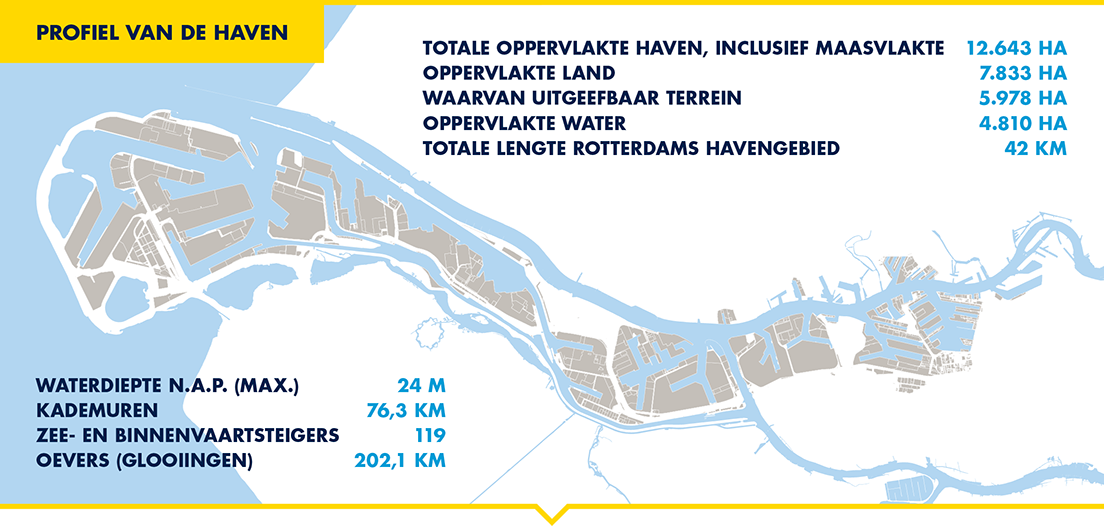 PROFIEL VAN DE HAVEN
TOTALE OPPERVLAKTE HAVEN, INCLUSIEF MAASVLAKTE 12.643 HA
OPPERVLAKTE LAND 7.833 HA
WAARVAN UITGEEFBAAR TERREIN 5.978 HA
OPPERVLAKTE WATER 4.810 HA
TOTALE LENGTE ROTTERDAMS HAVENGEBIED 42 KM
WATERDIEPTE N.A.P. (MAX.) 24 M
KADEMUREN 76,3 KM
ZEE- EN BINNENVAARTSTEIGERS 119
OEVERS (GLOOIINGEN) 202,1 KM